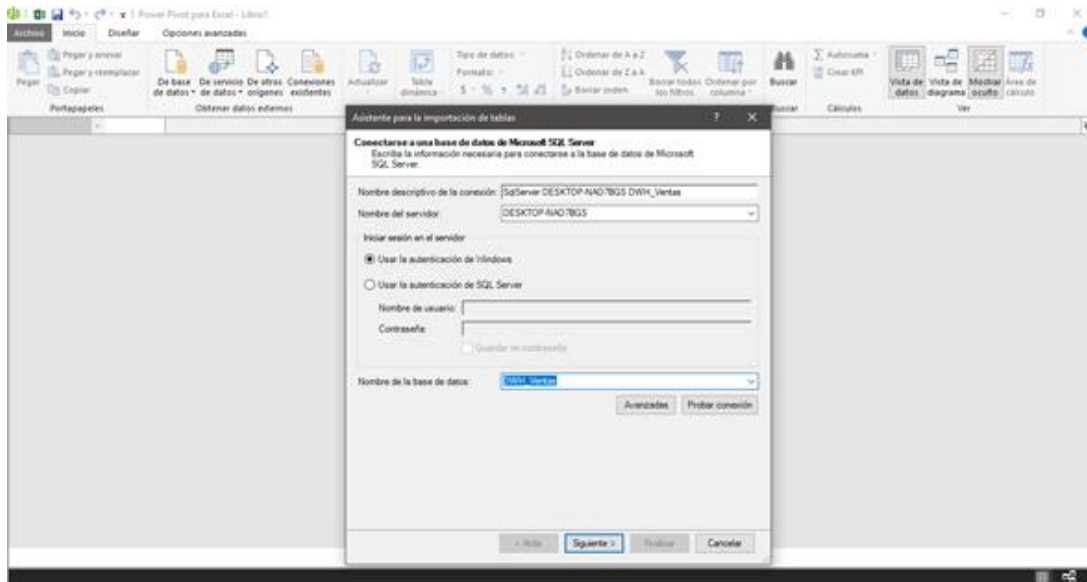 Power Pivot para Excel - Libro1
Archivo Inicio Diseñar Opciones avanzadas
Pegar
Pegar y anexar
Pegar y reemplazar
Copiar
Portapapeles
De base de datos
De servicio de datos
De otros orígenes
Conexiones existentes
Obtener datos externos
Actualizar
Tabla dinámica
Tipo de datos:
Formato:
$ % ,
Ordenar de A a Z
Ordenar de Z a A
Borrar orden
Borrar todos los filtros
Ordenar por columna
Buscar
Buscar
Autosuma
Crear KPI
Cálculos
Vista de datos
Vista de diagrama
Mostrar oculto
Área de cálculo
Ver
Asistente para la importación de tablas ? ×
Conectarse a una base de datos de Microsoft SQL Server
Escriba la información necesaria para conectarse a la base de datos de Microsoft
SQL Server.
Nombre descriptivo de la conexión: SqlServer DESKTOP-NAO7BGS DWH_Ventas
Nombre del servidor: DESKTOP-NAO7BGS
Iniciar sesión en el servidor
Usar la autenticación de Windows
Usar la autenticación de SQL Server
Nombre de usuario:
Contraseña:
Guardar mi contraseña
Nombre de la base de datos: DWH_Ventas
Avanzadas Probar conexión
< Atrás Siguiente > Finalizar Cancelar